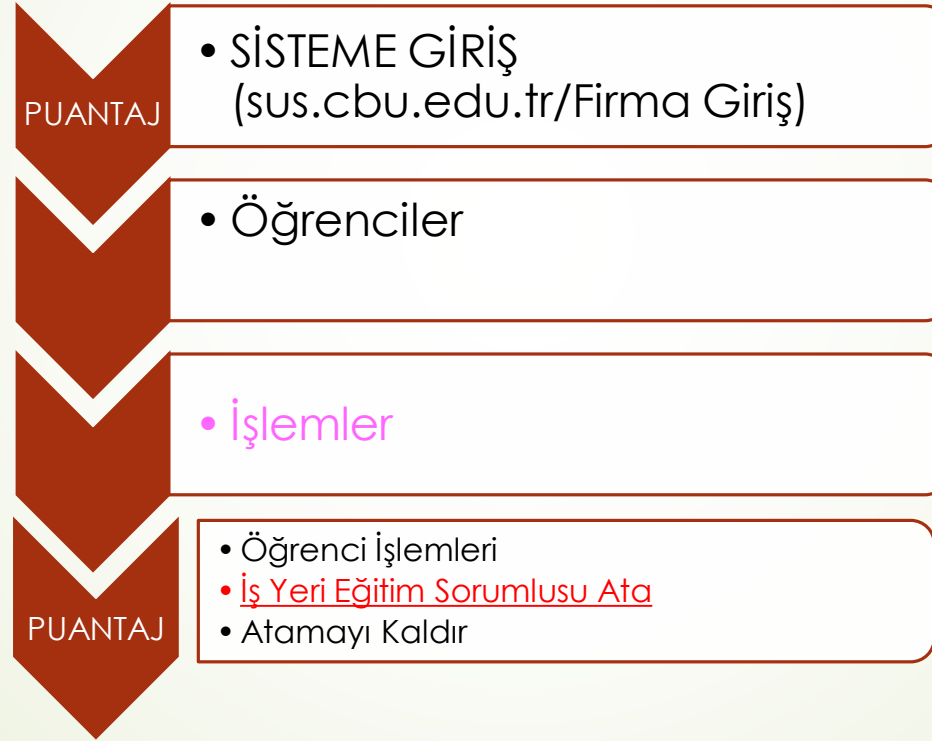 PUANTAJ
• SİSTEME GİRİŞ
(sus.cbu.edu.tr/Firma Giriş)
• Öğrenciler
• İşlemler
PUANTAJ
• Öğrenci İşlemleri
• İş Yeri Eğitim Sorumlusu Ata
• Atamayı Kaldır